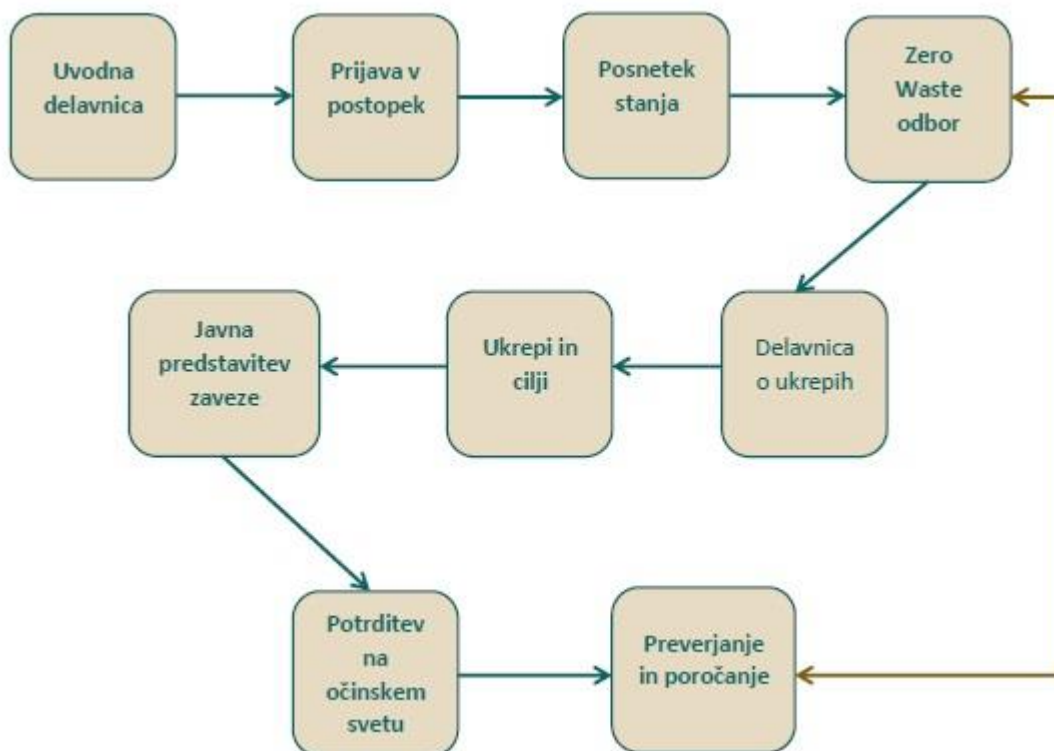 Uvodna
delavnica
Prijava v
postopek
Posnetek
stanja
Zero
Waste
odbor
Delavnica
o ukrepih
Ukrepi in
cilji
Javna
predstavitev
zaveze
Potrditev
na
očinskem
svetu
Preverjanje
in poročanje